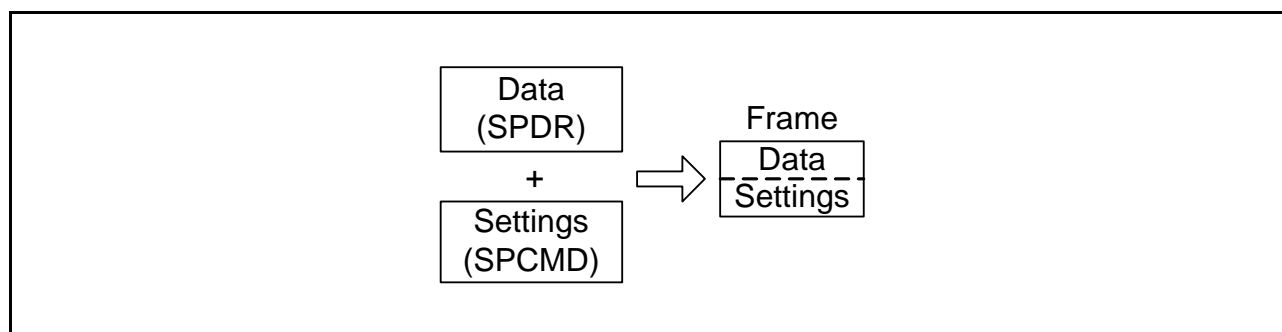 Data
(SPDR)
+
Settings
(SPCMD)
Frame
Data
Settings